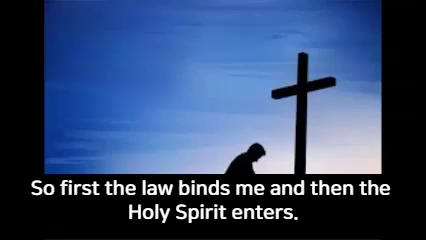 So first the law binds me and then the
Holy Spirit enters.